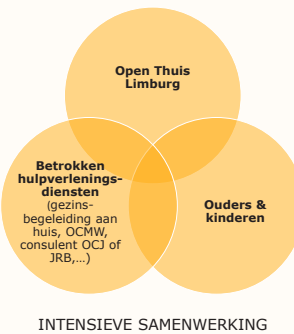 Open Thuis
Limburg
Betrokken
hulpverlenings-
diensten
(gezins-
begeleiding aan
huis, OCMW,
consulent OCJ of
JRB,...)
Ouders &
kinderen
INTENSIEVE SAMENWERKING